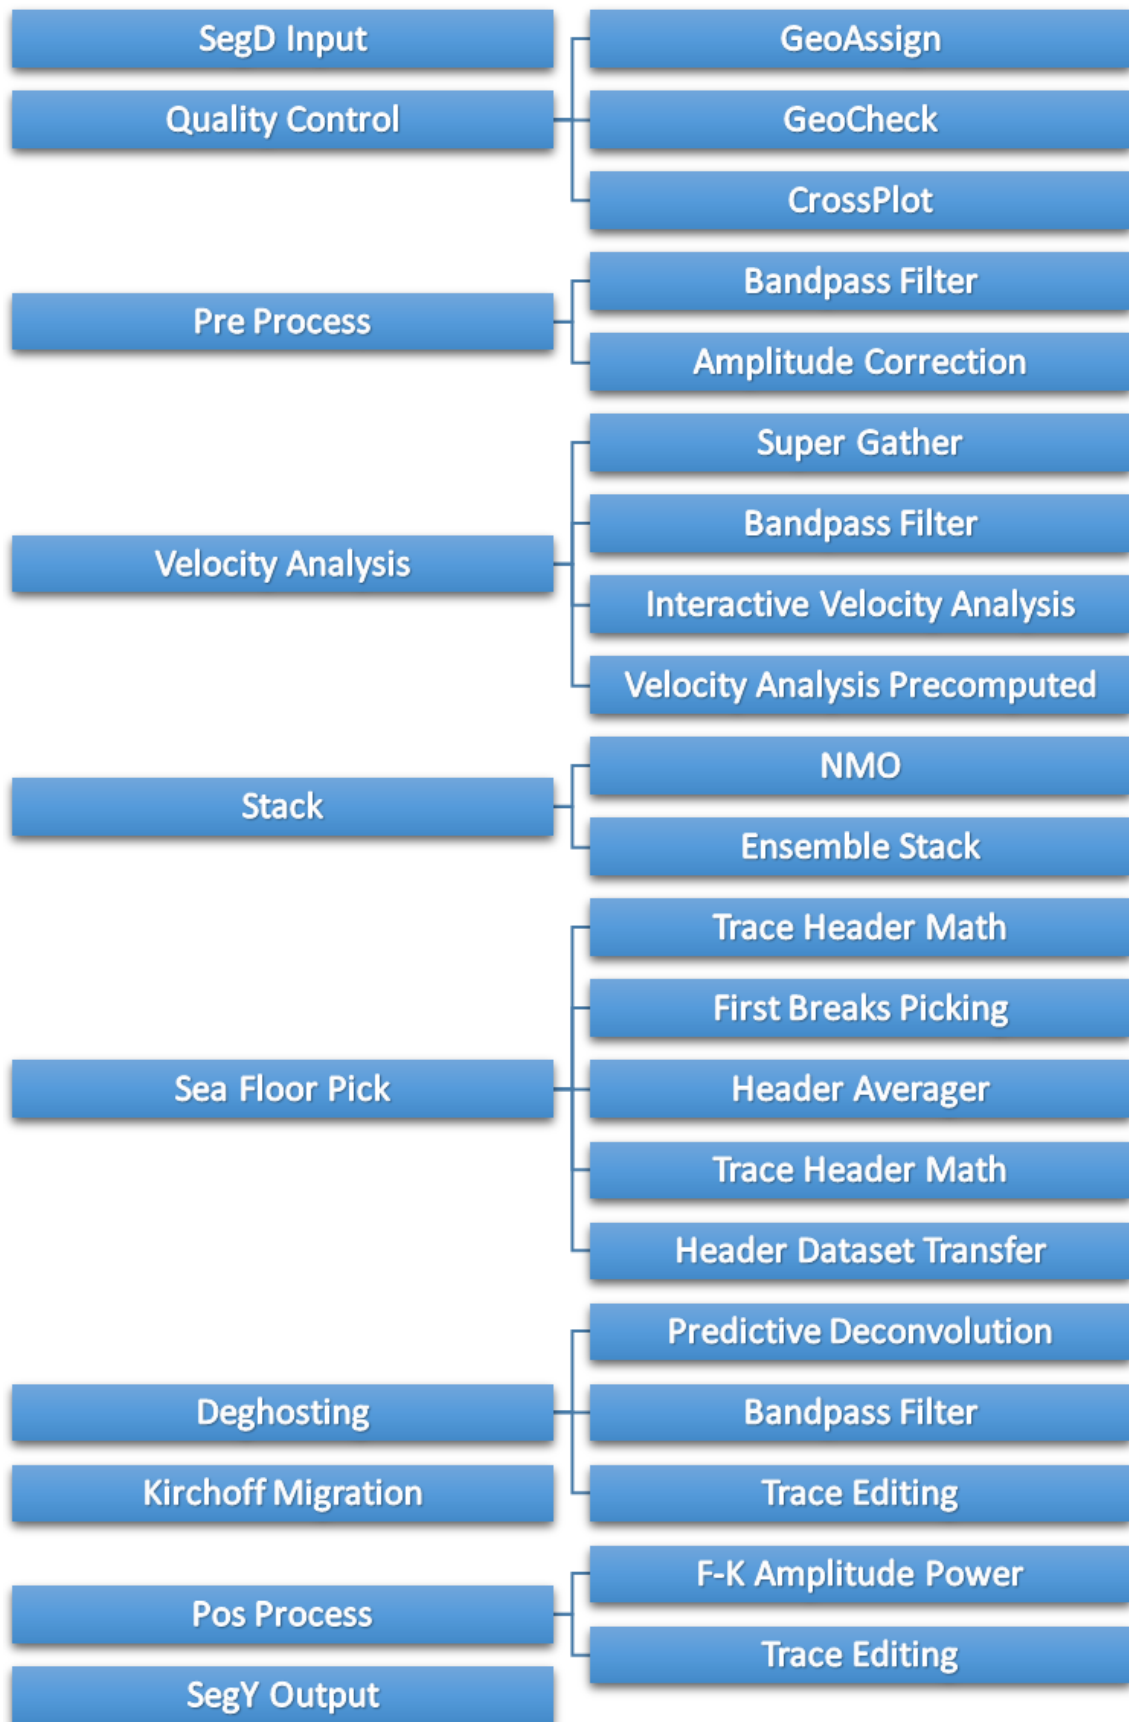 SegD Input
Quality Control
GeoAssign
GeoCheck
CrossPlot
Pre Process
Bandpass Filter
Amplitude Correction
Velocity Analysis
Super Gather
Bandpass Filter
Interactive Velocity Analysis
Velocity Analysis Precomputed
Stack
NMO
Ensemble Stack
Sea Floor Pick
Trace Header Math
First Breaks Picking
Header Averager
Trace Header Math
Header Dataset Transfer
Deghosting
Predictive Deconvolution
Bandpass Filter
Trace Editing
Kirchoff Migration
Pos Process
F-K Amplitude Power
Trace Editing
SegY Output